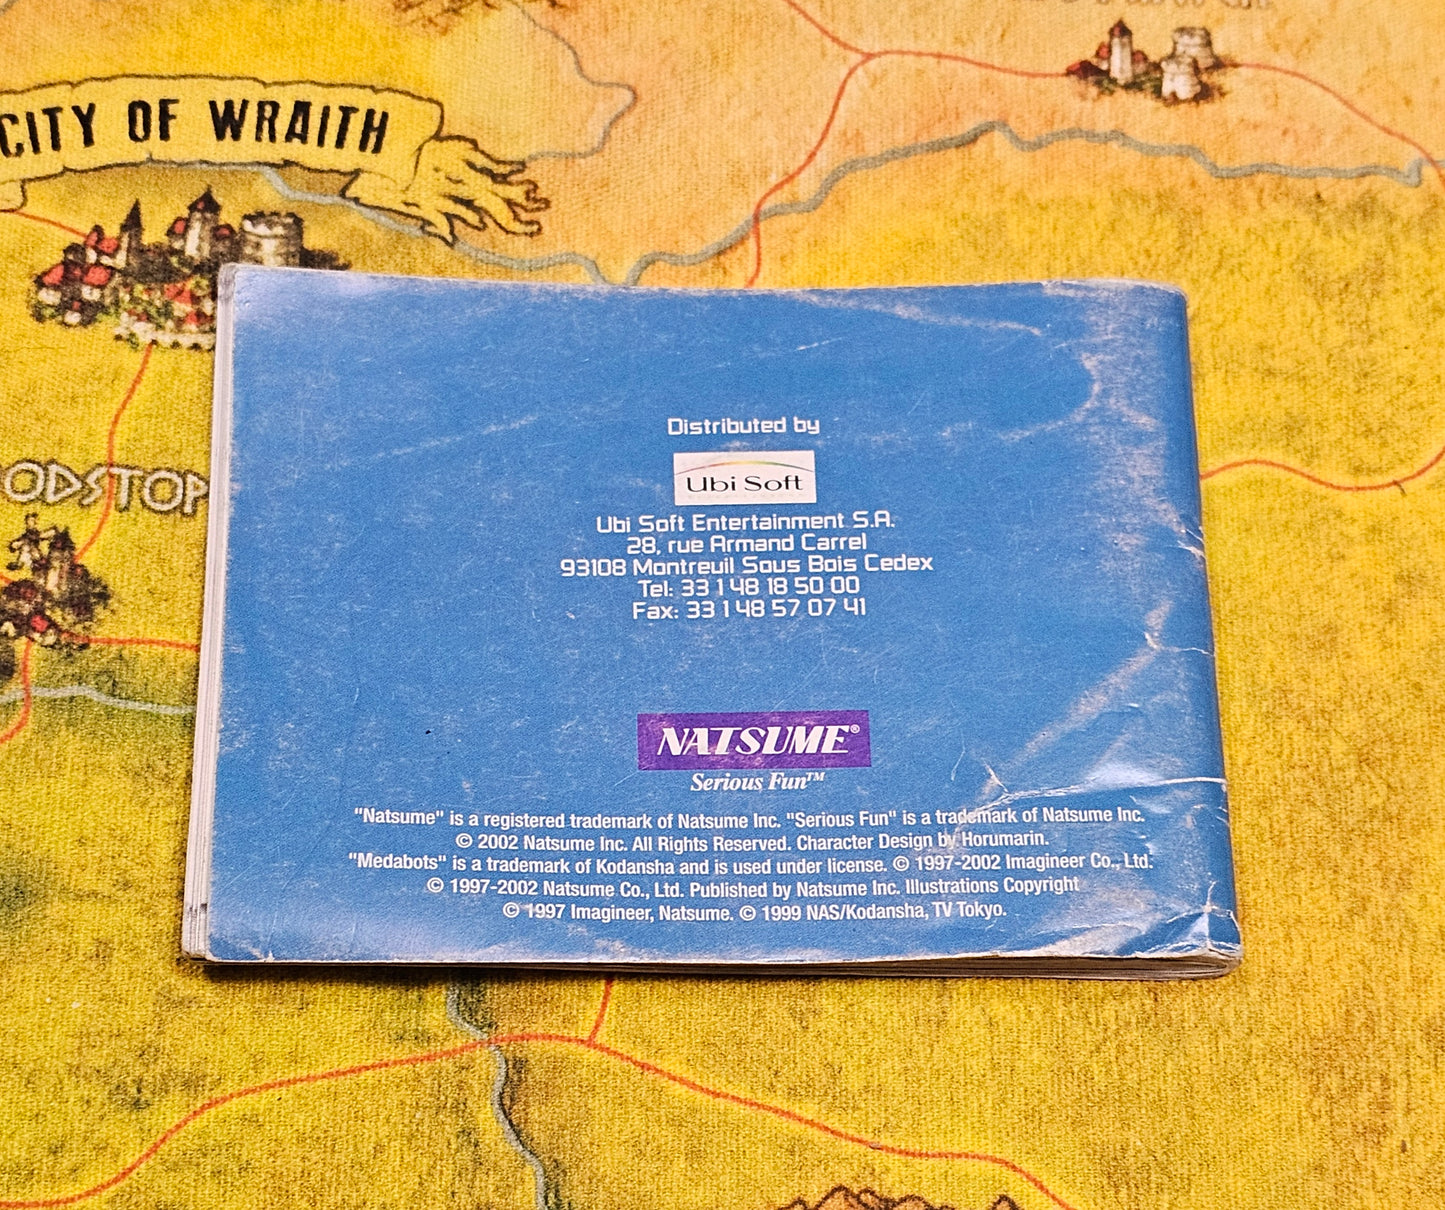 CITY OF WRAITH
ODSTOP
Distributed by
Ubi Soft
Ubi Soft Entertainment S.A.
28, rue Armand Carrel
93108 Montreuil Sous Bois Cedex
Tel: 33 1 48 18 50 00
Fax: 33 1 48 57 07 41
NATSUME®
Serious Fun™
"Natsume" is a registered trademark of Natsume Inc. "Serious Fun" is a trademark of Natsume Inc.
© 2002 Natsume Inc. All Rights Reserved. Character Design by Horumarin.
"Medabots" is a trademark of Kodansha and is used under license. © 1997-2002 Imagineer Co., Ltd.
© 1997-2002 Natsume Co., Ltd. Published by Natsume Inc. Illustrations Copyright
© 1997 Imagineer, Natsume. © 1999 NAS/Kodansha, TV Tokyo.